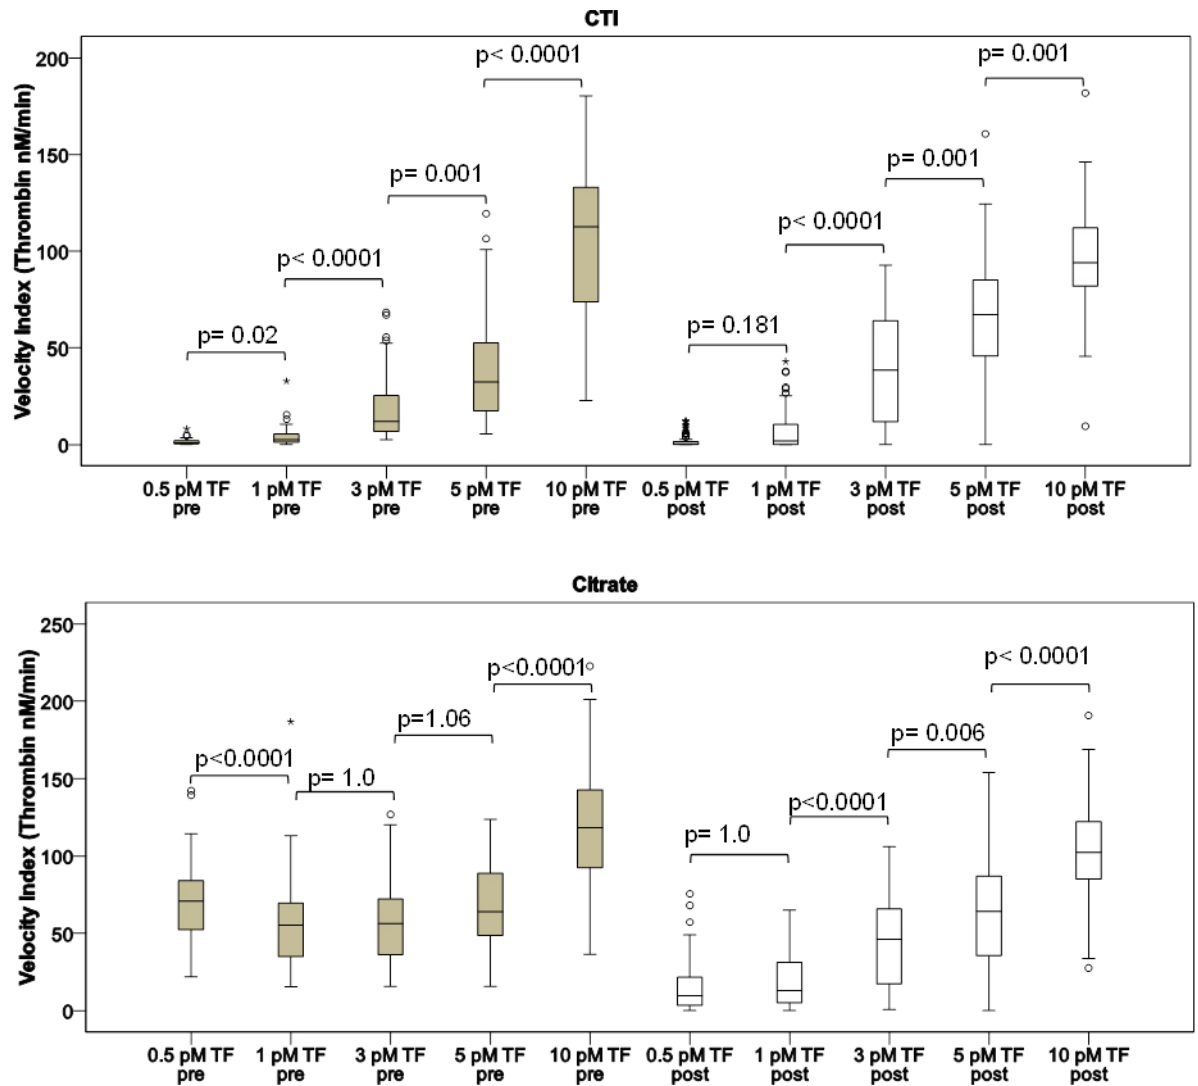 CTI
Velocity Index (Thrombin nM/min)
200
150
100
50
0
p= 0.02
p< 0.0001
p= 0.001
p< 0.0001
p= 0.181
p< 0.0001
p= 0.001
p= 0.001
0.5 pM TF 1 pM TF 3 pM TF 5 pM TF 10 pM TF 0.5 pM TF 1 pM TF 3 pM TF 5 pM TF 10 pM TF
pre pre pre pre pre post post post post post
Citrate
Velocity Index (Thrombin nM/min)
250
200
150
100
50
0
p<0.0001
p= 1.0
p=1.06
p<0.0001
p= 1.0
p<0.0001
p= 0.006
p< 0.0001
0.5 pM TF 1 pM TF 3 pM TF 5 pM TF 10 pM TF 0.5 pM TF 1 pM TF 3 pM TF 5 pM TF 10 pM TF
pre pre pre pre pre post post post post post